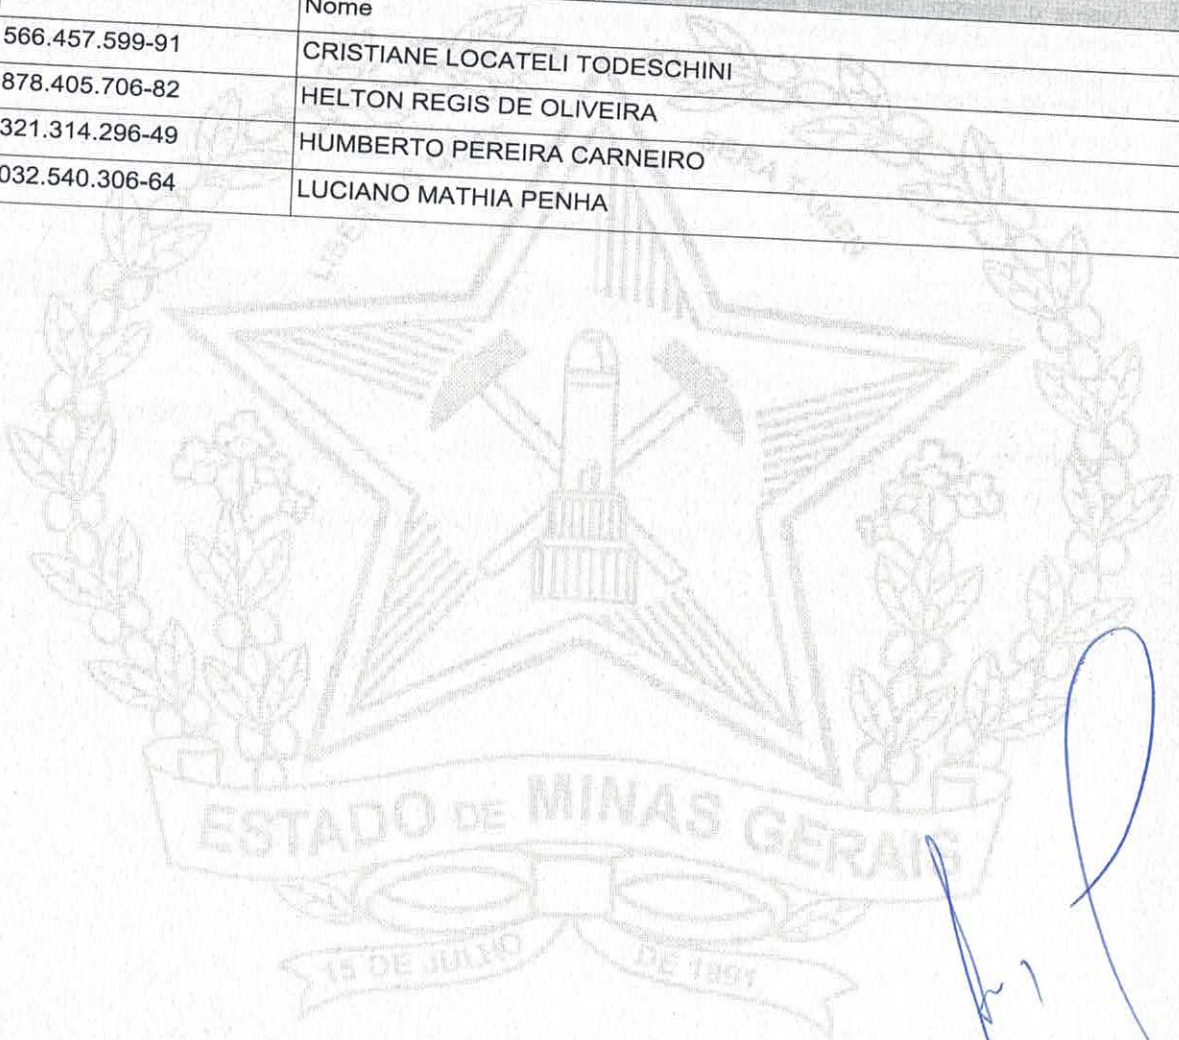 Nome
566.457.599-91 CRISTIANE LOCATELI TODESCHINI
878.405.706-82 HELTON REGIS DE OLIVEIRA
321.314.296-49 HUMBERTO PEREIRA CARNEIRO
032.540.306-64 LUCIANO MATHIA PENHA
ESTADO DE MINAS GERAIS
15 DE JULHO DE 1891